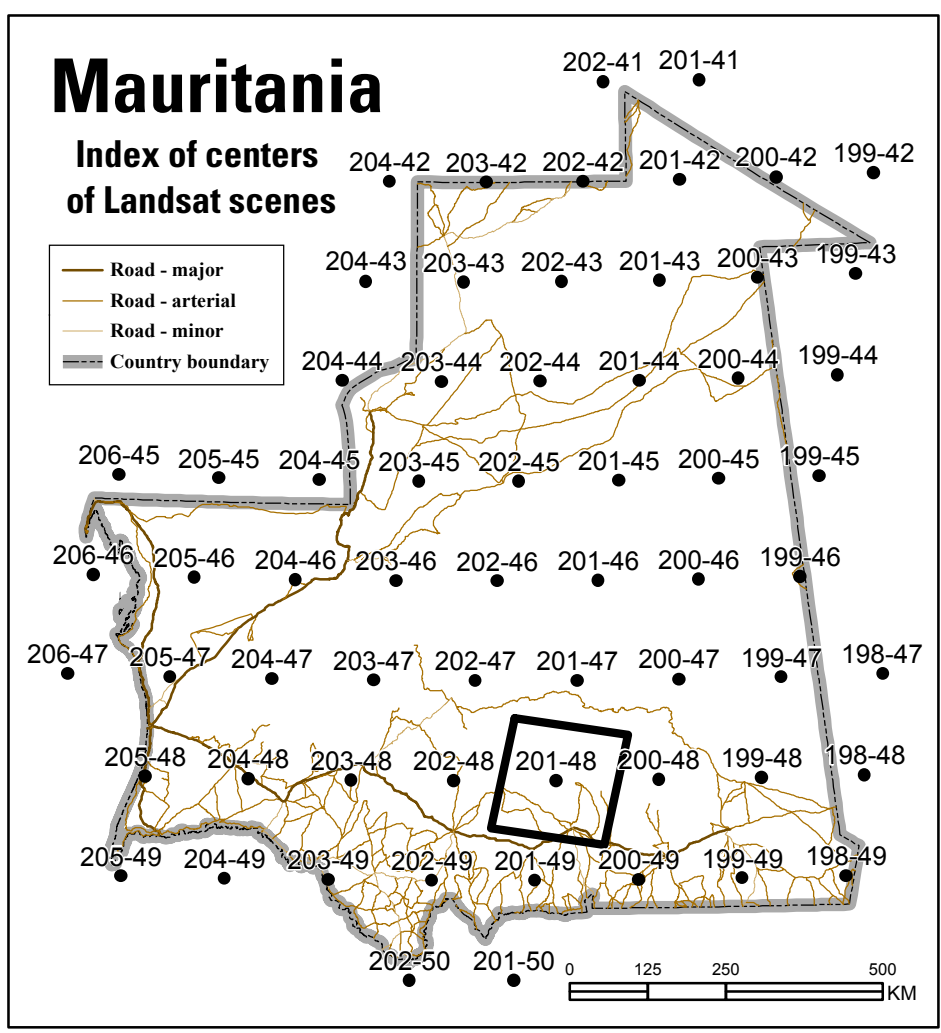 Mauritania
Index of centers
of Landsat scenes
Road - major
Road - arterial
Road - minor
Country boundary
202-41 201-41
204-42 203-42 202-42 201-42 200-42 199-42
204-43 203-43 202-43 201-43 200-43 199-43
204-44 203-44 202-44 201-44 200-44 199-44
206-45 205-45 204-45 203-45 202-45 201-45 200-45 199-45
206-46 205-46 204-46 203-46 202-46 201-46 200-46 199-46
206-47 205-47 204-47 203-47 202-47 201-47 200-47 199-47 198-47
205-48 204-48 203-48 202-48 201-48 200-48 199-48 198-48
205-49 204-49 203-49 202-49 201-49 200-49 199-49 198-49
202-50 201-50
0 125 250 500
KM